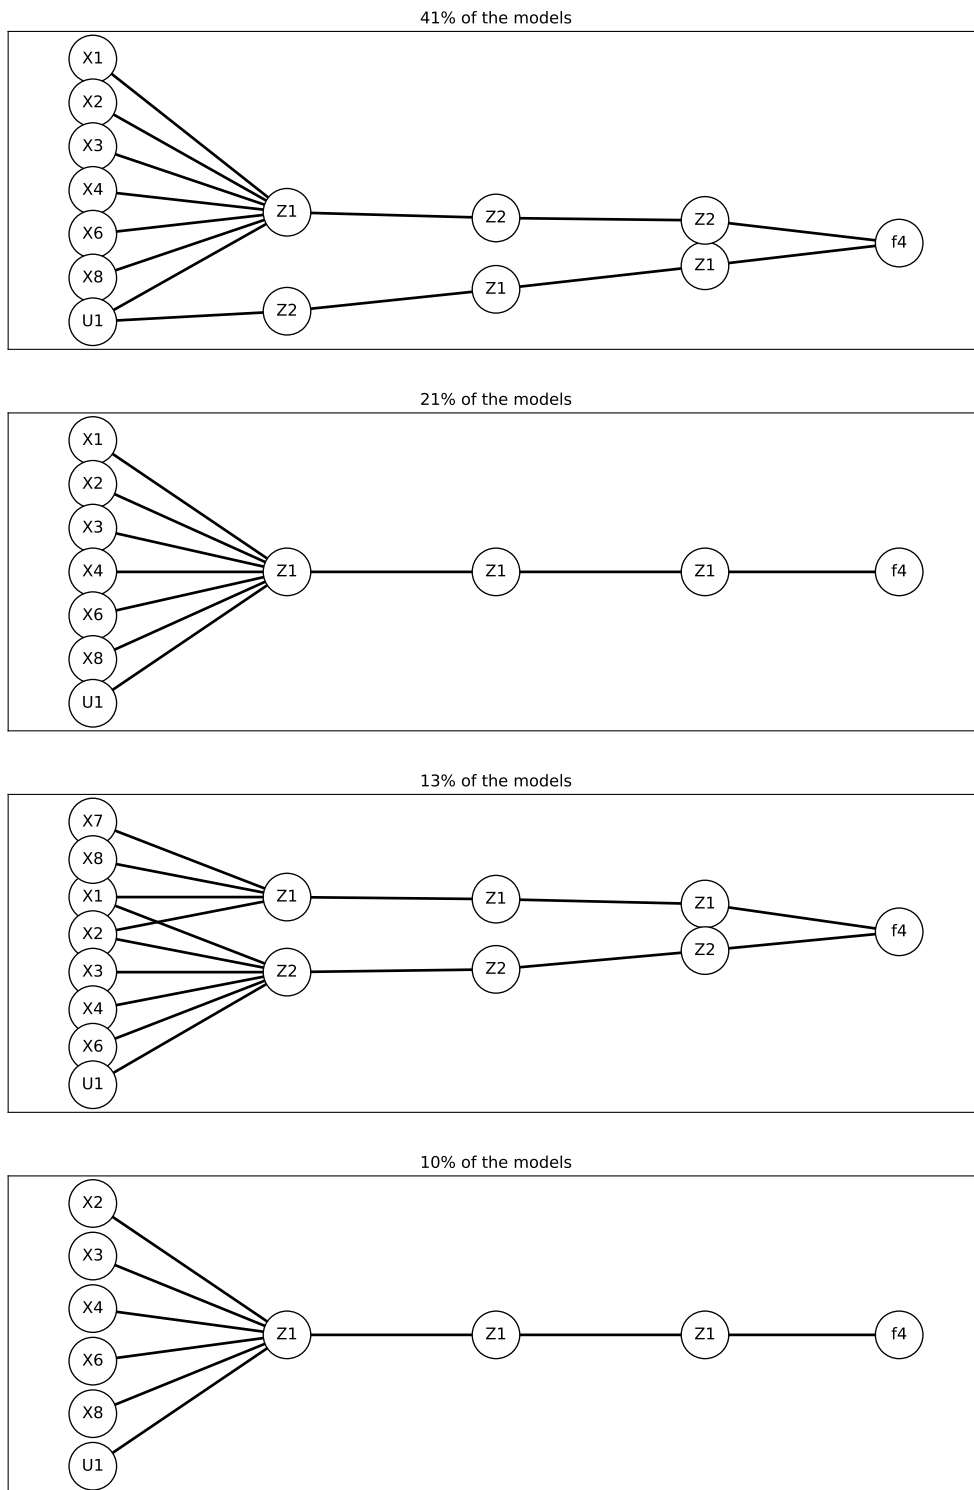 41% of the models
X1
X2
X3
X4
X6
X8
U1
Z1
Z2
Z2
Z1
Z2
Z1
f4
21% of the models
X1
X2
X3
X4
X6
X8
U1
Z1
Z1
Z1
f4
13% of the models
X7
X8
X1
X2
X3
X4
X6
U1
Z1
Z2
Z1
Z2
Z1
Z2
f4
10% of the models
X2
X3
X4
X6
X8
U1
Z1
Z1
Z1
f4